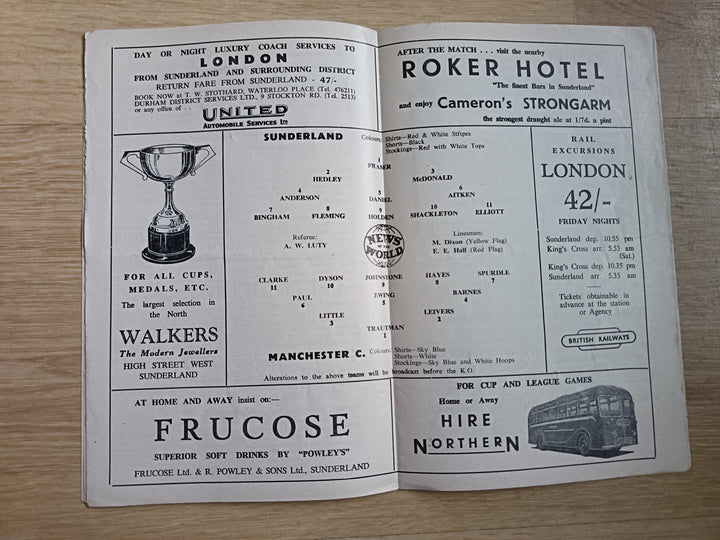 DAY OR NIGHT LUXURY COACH SERVICES TO
LONDON
FROM SUNDERLAND AND SURROUNDING DISTRICT
RETURN FARE FROM SUNDERLAND - 47/-
BOOK NOW at T. W. STOTHARD, WATERLOO PLACE (Tel. 476211)
DURHAM DISTRICT SERVICES LTD., 9 STOCKTON RD. (Tel. 2513)
or any office of . .
UNITED
AUTOMOBILE SERVICES LTD
AFTER THE MATCH . . . visit the nearby
ROKER HOTEL
"The finest Bars in Sunderland"
and enjoy Cameron's STRONGARM
the strongest draught ale at 1/7d. a pint
FOR ALL CUPS,
MEDALS, ETC.
The largest selection in
the North
WALKERS
The Modern Jewellers
HIGH STREET WEST
SUNDERLAND
SUNDERLAND Colours: Shirts—Red & White Stripes
Shorts—Black
Stockings—Red with White Tops
1
FRASER
2 3
HEDLEY McDONALD
4 5 6
ANDERSON DANIEL AITKEN
7 8 9 10 11
BINGHAM FLEMING HOLDEN SHACKLETON ELLIOTT
Referee:
A. W. LUTY
NEWS
OF THE
WORLD
Linesmen:
M. Dixon (Yellow Flag)
E. E. Hall (Red Flag)
CLARKE DYSON JOHNSTONE HAYES SPURDLE
11 10 9 8 7
PAUL EWING BARNES
6 5 4
LITTLE LEIVERS
3 2
TRAUTMAN
1
MANCHESTER C. Colours: Shirts—Sky Blue
Shorts—White
Stockings—Sky Blue and White Hoops
Alterations to the above teams will be broadcast before the K.O.
RAIL
EXCURSIONS
LONDON
42/-
FRIDAY NIGHTS
Sunderland dep. 10.55 pm
King's Cross arr. 5.53 am
(Sat.)
King's Cross dep. 10.35 pm
Sunderland arr. 5.35 am
Tickets obtainable in
advance at the station
or Agency
BRITISH RAILWAYS
AT HOME AND AWAY insist on:—
FRUCOSE
SUPERIOR SOFT DRINKS BY "POWLEY'S"
FRUCOSE Ltd. & R. POWLEY & SONS Ltd., SUNDERLAND
FOR CUP AND LEAGUE GAMES
Home or Away
HIRE
NORTHERN